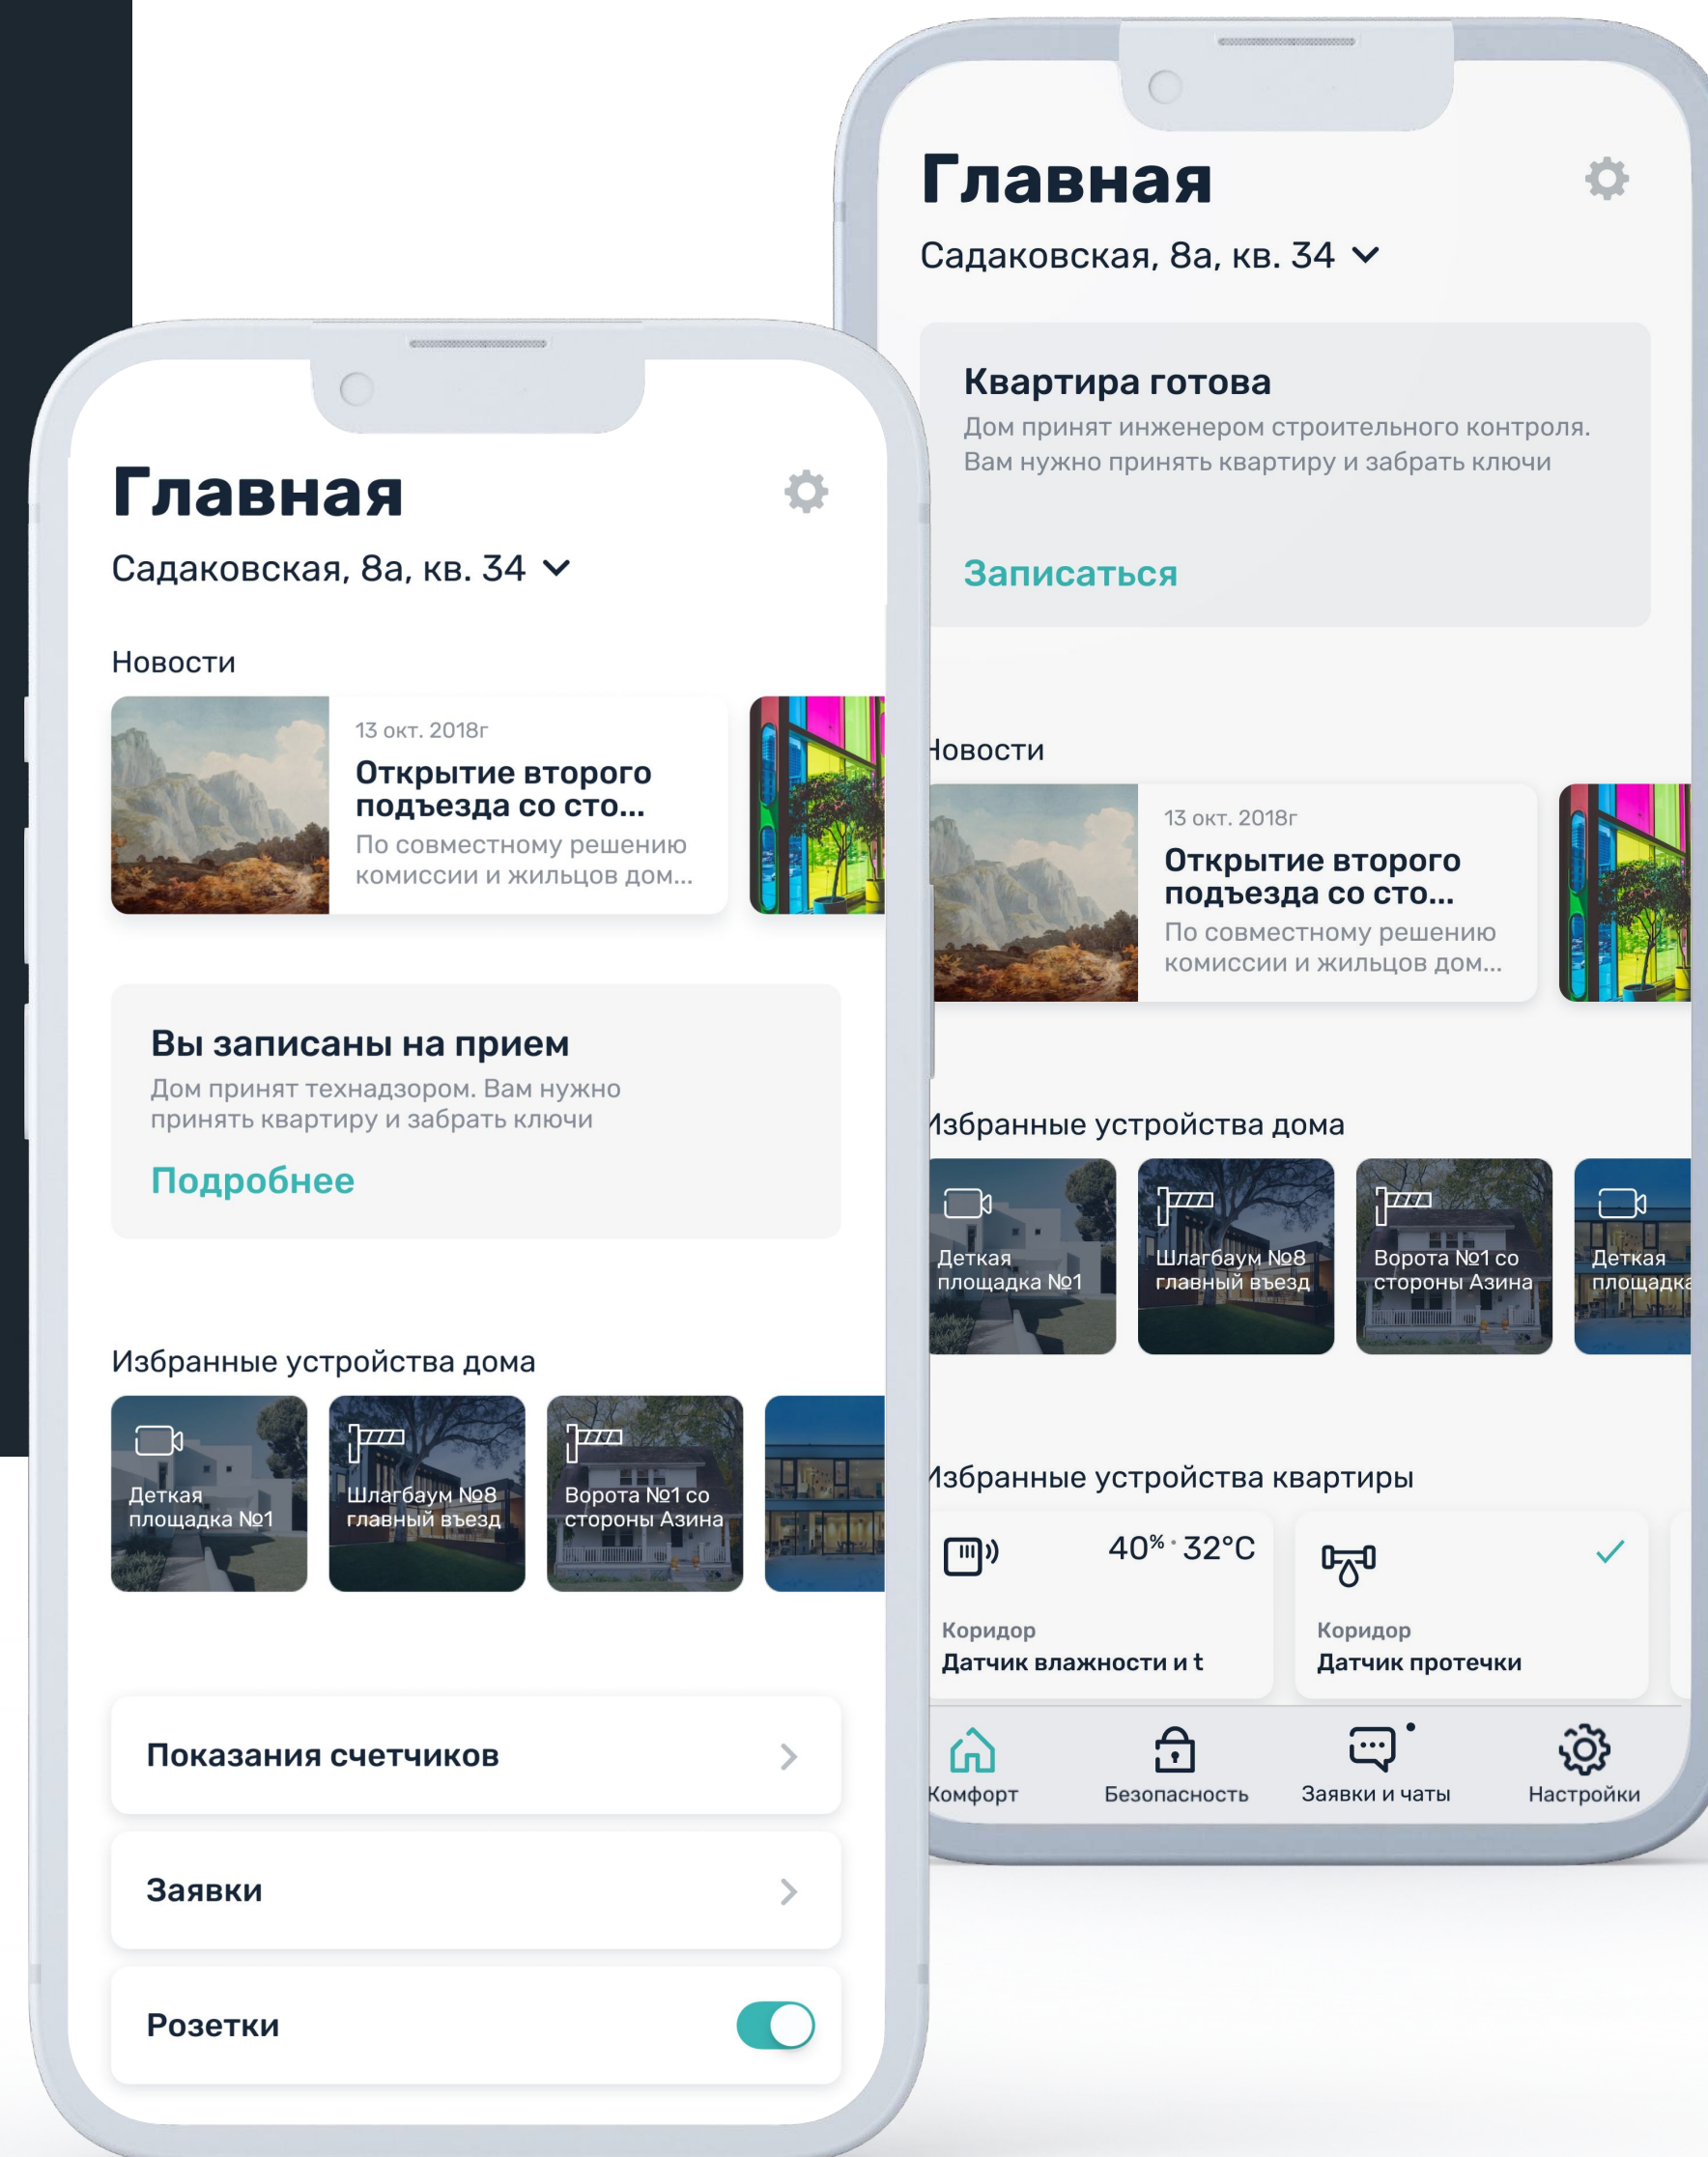 Главная
Садаковская, 8а, кв. 34
Новости
13 окт. 2018г
Открытие второго
подъезда со сто...
По совместному решению
комиссии и жильцов дом...
Вы записаны на прием
Дом принят технадзором. Вам нужно
принять квартиру и забрать ключи
Подробнее
Избранные устройства дома
Деткая
площадка №1
Шлагбаум №8
главный въезд
Ворота №1 со
стороны Азина
Показания счетчиков
Заявки
Розетки
Главная
Садаковская, 8а, кв. 34
Квартира готова
Дом принят инженером строительного контроля.
Вам нужно принять квартиру и забрать ключи
Записаться
Новости
13 окт. 2018г
Открытие второго
подъезда со сто...
По совместному решению
комиссии и жильцов дом...
Избранные устройства дома
Деткая
площадка №1
Шлагбаум №8
главный въезд
Ворота №1 со
стороны Азина
Деткая
площадка
Избранные устройства квартиры
40% · 32°C
Коридор
Датчик влажности и t
Коридор
Датчик протечки
Комфорт
Безопасность
Заявки и чаты
Настройки